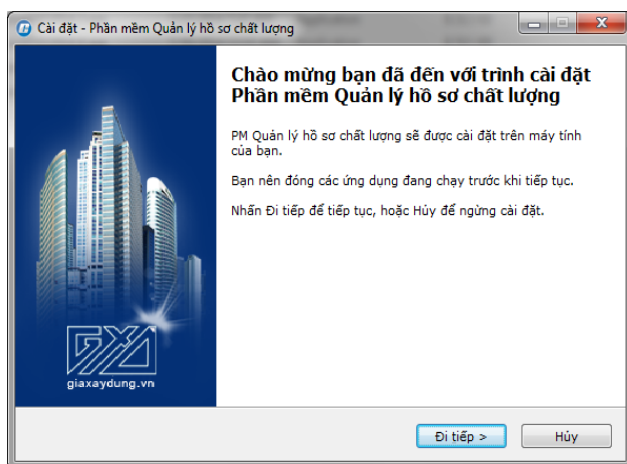 Cài đặt - Phần mềm Quản lý hồ sơ chất lượng
Chào mừng bạn đã đến với trình cài đặt
Phần mềm Quản lý hồ sơ chất lượng
PM Quản lý hồ sơ chất lượng sẽ được cài đặt trên máy tính
của bạn.
Bạn nên đóng các ứng dụng đang chạy trước khi tiếp tục.
Nhấn Đi tiếp để tiếp tục, hoặc Hủy để ngừng cài đặt.
GXD
giaxaydung.vn
Đi tiếp >
Hủy